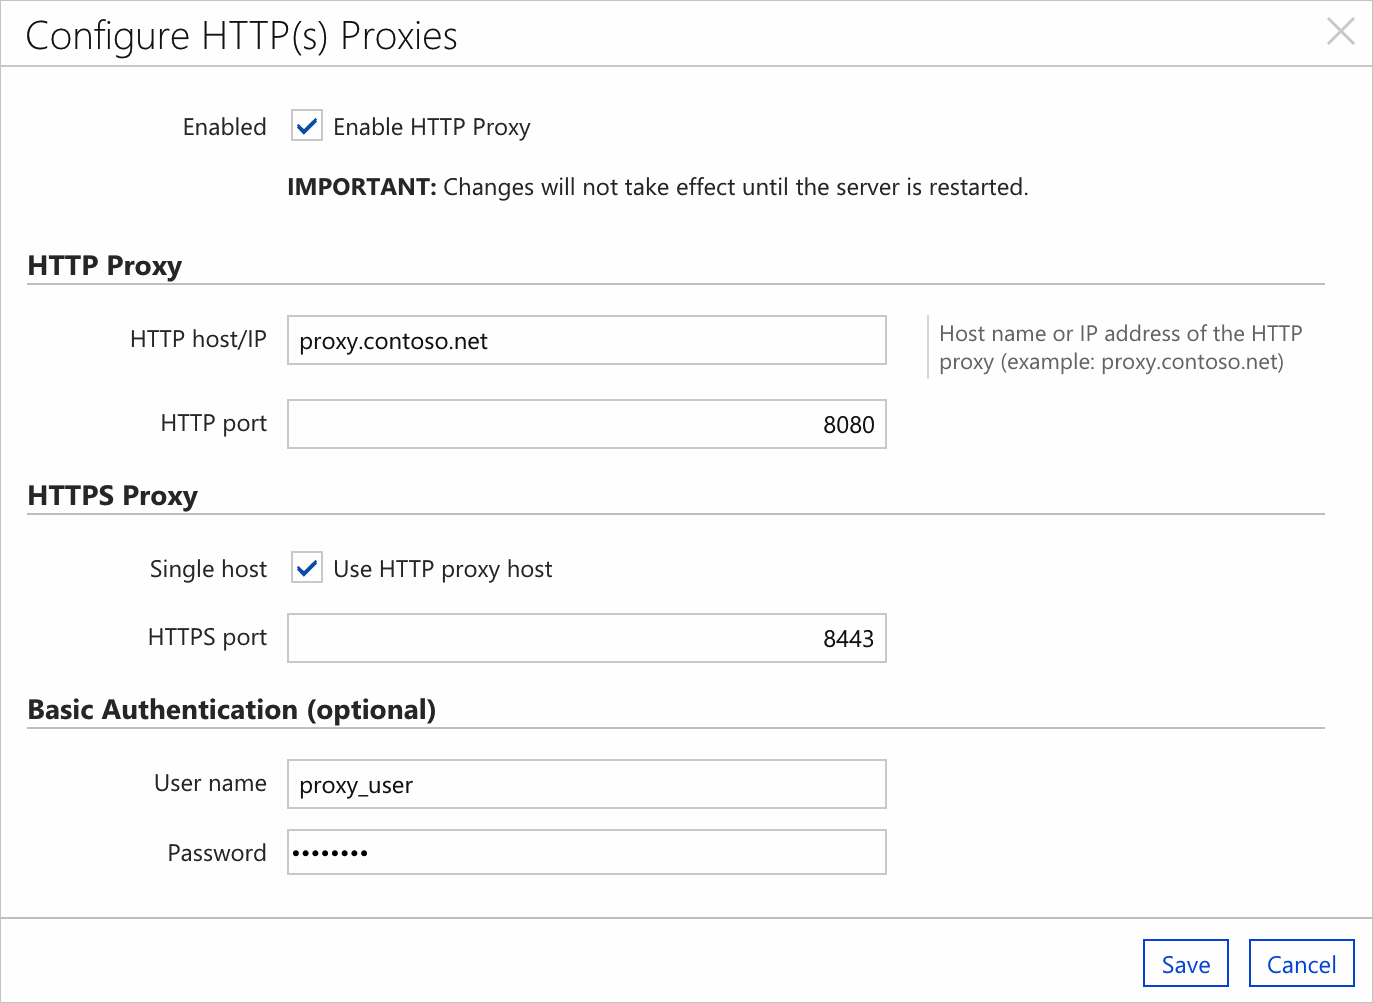 Configure HTTP(s) Proxies
Enabled Enable HTTP Proxy
IMPORTANT: Changes will not take effect until the server is restarted.
HTTP Proxy
HTTP host/IP proxy.contoso.net
Host name or IP address of the HTTP
proxy (example: proxy.contoso.net)
HTTP port 8080
HTTPS Proxy
Single host Use HTTP proxy host
HTTPS port 8443
Basic Authentication (optional)
User name proxy_user
Password ••••••••
Save Cancel